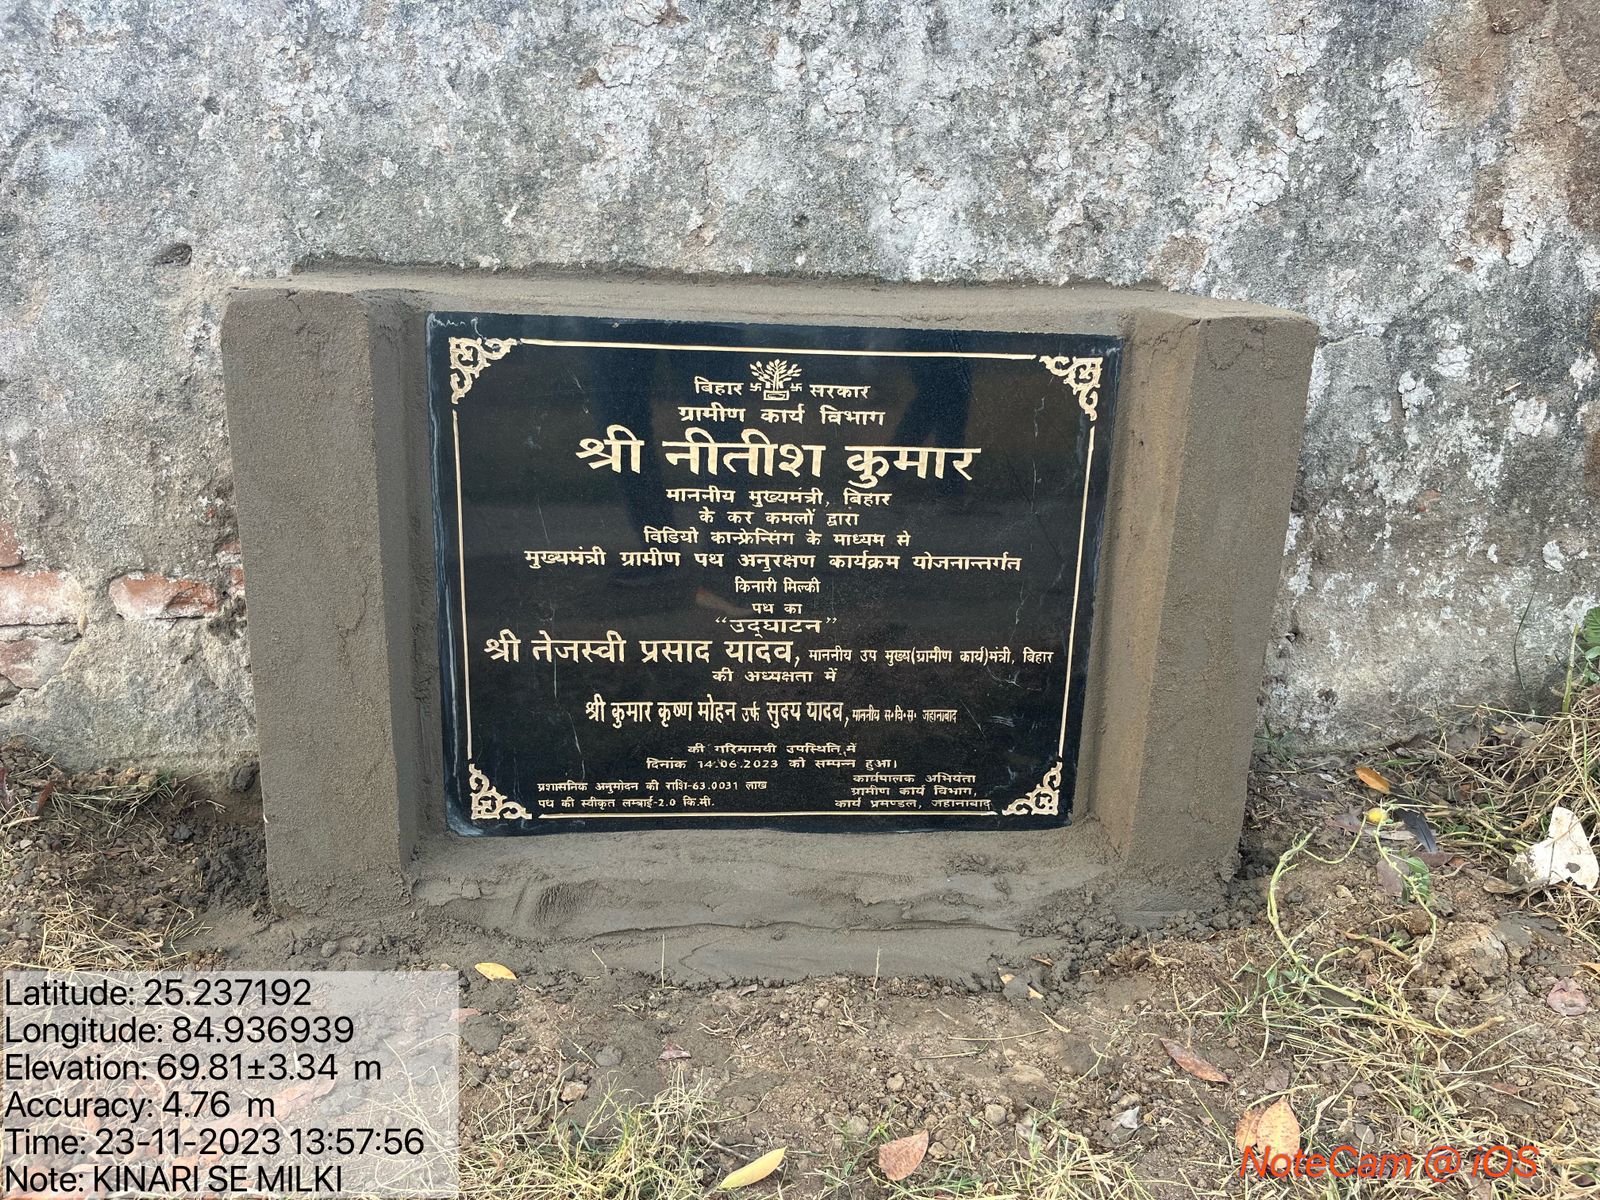 बिहार सरकार
ग्रामीण कार्य विभाग
श्री नीतीश कुमार
माननीय मुख्यमंत्री, बिहार
के कर कमलों द्वारा
विडियो कान्फ्रेन्सिंग के माध्यम से
मुख्यमंत्री ग्रामीण पथ अनुरक्षण कार्यक्रम योजनान्तर्गत
किनारी मिल्की
पथ का
"उद्घाटन"
श्री तेजस्वी प्रसाद यादव, माननीय उप मुख्य(ग्रामीण कार्य)मंत्री, बिहार
की अध्यक्षता में
श्री कुमार कृष्ण मोहन उर्फ सुदय यादव, माननीय स०वि०स० जहानाबाद
की गरिमामयी उपस्थिति में
दिनांक 14.06.2023 को सम्पन्न हुआ।
प्रशासनिक अनुमोदन की राशि-63.0031 लाख
पथ की स्वीकृत लम्बाई-2.0 कि.मी.
कार्यपालक अभियंता
ग्रामीण कार्य विभाग,
कार्य प्रमण्डल, जहानाबाद
Latitude: 25.237192
Longitude: 84.936939
Elevation: 69.81±3.34 m
Accuracy: 4.76 m
Time: 23-11-2023 13:57:56
Note: KINARI SE MILKI
NoteCam @ iOS